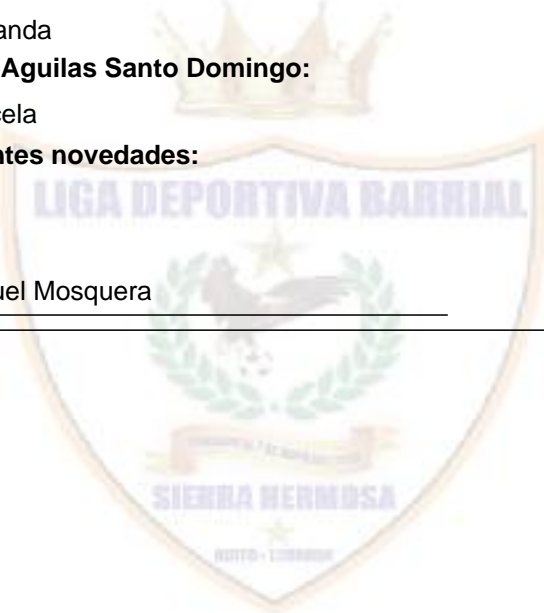 anda
Aguilas Santo Domingo:
cela
ntes novedades:
LIGA DEPORTIVA BARRIAL
uel Mosquera
SIERRA HERMOSA